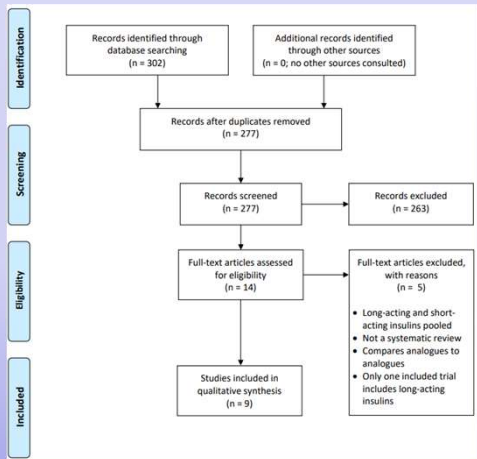 Identification
Records identified through
database searching
(n = 302)
Additional records identified
through other sources
(n = 0; no other sources consulted)
Records after duplicates removed
(n = 277)
Screening
Records screened
(n = 277)
Records excluded
(n = 263)
Eligibility
Full-text articles assessed
for eligibility
(n = 14)
Full-text articles excluded,
with reasons
(n = 5)
• Long-acting and short-
acting insulins pooled
• Not a systematic review
• Compares analogues to
analogues
• Only one included trial
includes long-acting
insulins
Included
Studies included in
qualitative synthesis
(n = 9)